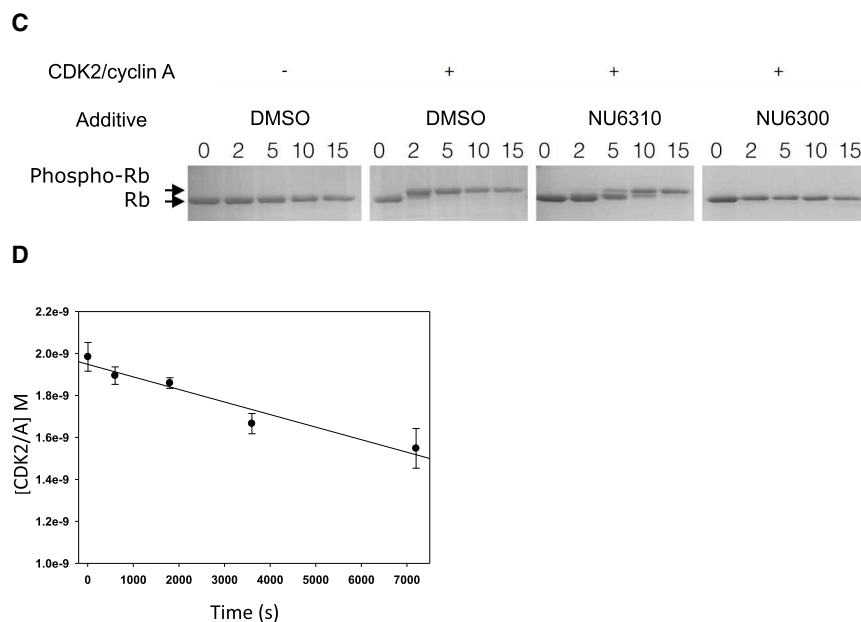 C
CDK2/cyclin A - + + +
Additive DMSO DMSO NU6310 NU6300
0 2 5 10 15 0 2 5 10 15 0 2 5 10 15 0 2 5 10 15
Phospho-Rb
Rb
D
2.2e-9
2.0e-9
1.8e-9
1.6e-9
1.4e-9
1.2e-9
1.0e-9
[CDK2/A] M
0 1000 2000 3000 4000 5000 6000 7000
Time (s)